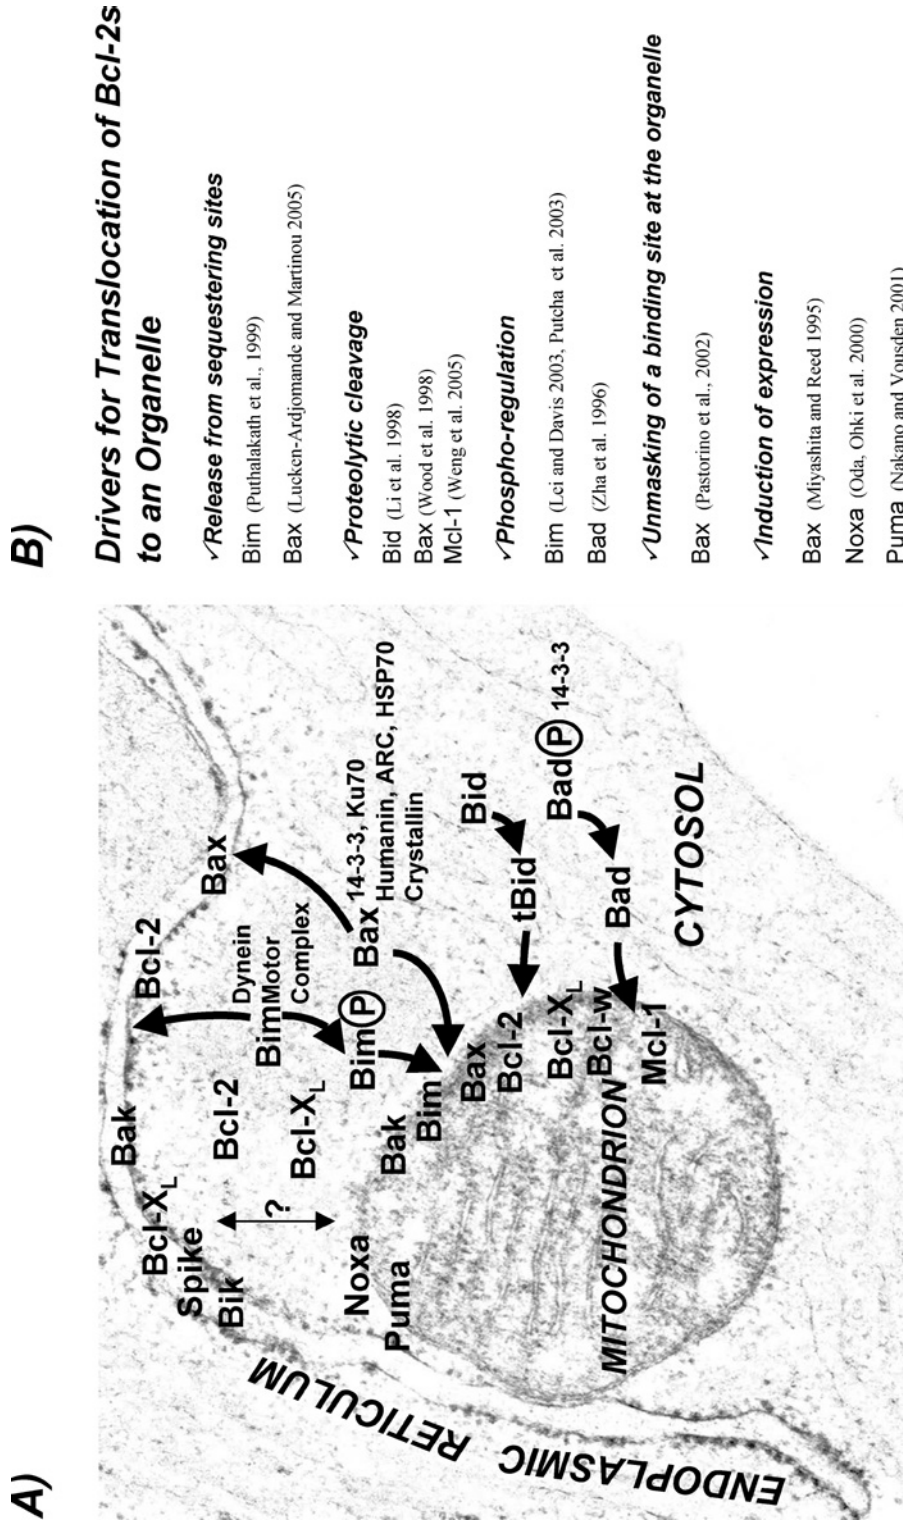 A)
Bak
Bcl-X_L
Spike
Bik
Bcl-2
Bax
Bcl-2
Bcl-X_L
?
Dynein
BimMotor
Complex
Bim P
Bax
14-3-3, Ku70
Humanin, ARC, HSP70
Crystallin
Noxa
Puma
Bak
Bim
Bax
Bcl-2
Bcl-X_L
Bcl-w
Mcl-1
Bid
tBid
Bad P 14-3-3
Bad
MITOCHONDRION
CYTOSOL
ENDOPLASMIC RETICULUM
B)
Drivers for Translocation of Bcl-2s
to an Organelle
✓Release from sequestering sites
Bim (Puthalakath et al., 1999)
Bax (Lucken-Ardjomande and Martinou 2005)
✓Proteolytic cleavage
Bid (Li et al. 1998)
Bax (Wood et al. 1998)
Mcl-1 (Weng et al. 2005)
✓Phospho-regulation
Bim (Lei and Davis 2003, Putcha et al. 2003)
Bad (Zha et al. 1996)
✓Unmasking of a binding site at the organelle
Bax (Pastorino et al., 2002)
✓Induction of expression
Bax (Miyashita and Reed 1995)
Noxa (Oda, Ohki et al. 2000)
Puma (Nakano and Vousden 2001)